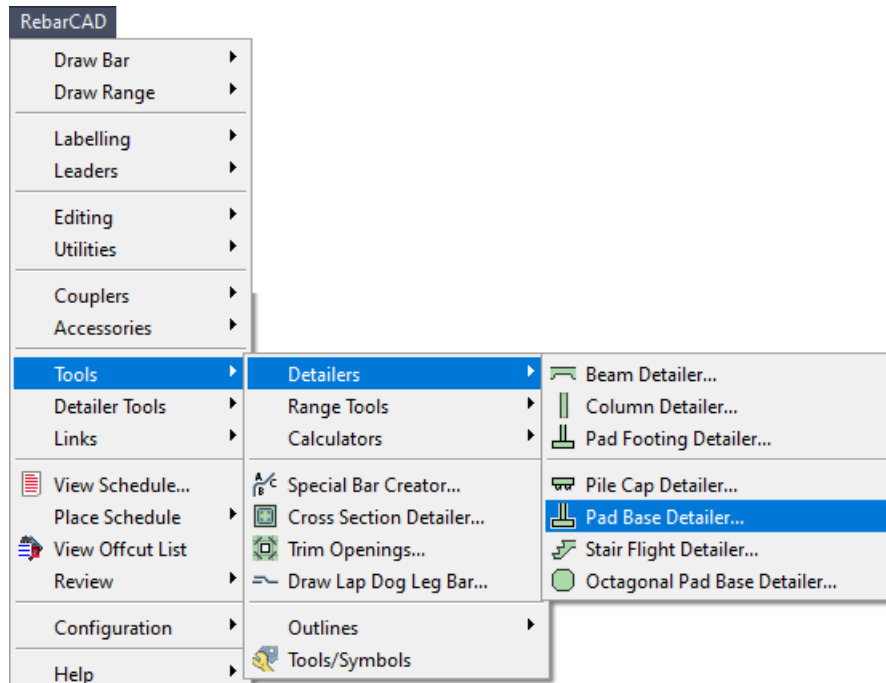 RebarCAD
Draw Bar
Draw Range
Labelling
Leaders
Editing
Utilities
Couplers
Accessories
Tools
Detailer Tools
Links
View Schedule...
Place Schedule
View Offcut List
Review
Configuration
Help
Detailers
Range Tools
Calculators
A/C
B
Special Bar Creator...
Cross Section Detailer...
Trim Openings...
Draw Lap Dog Leg Bar...
Outlines
Tools/Symbols
Beam Detailer...
Column Detailer...
Pad Footing Detailer...
Pile Cap Detailer...
Pad Base Detailer...
Stair Flight Detailer...
Octagonal Pad Base Detailer...